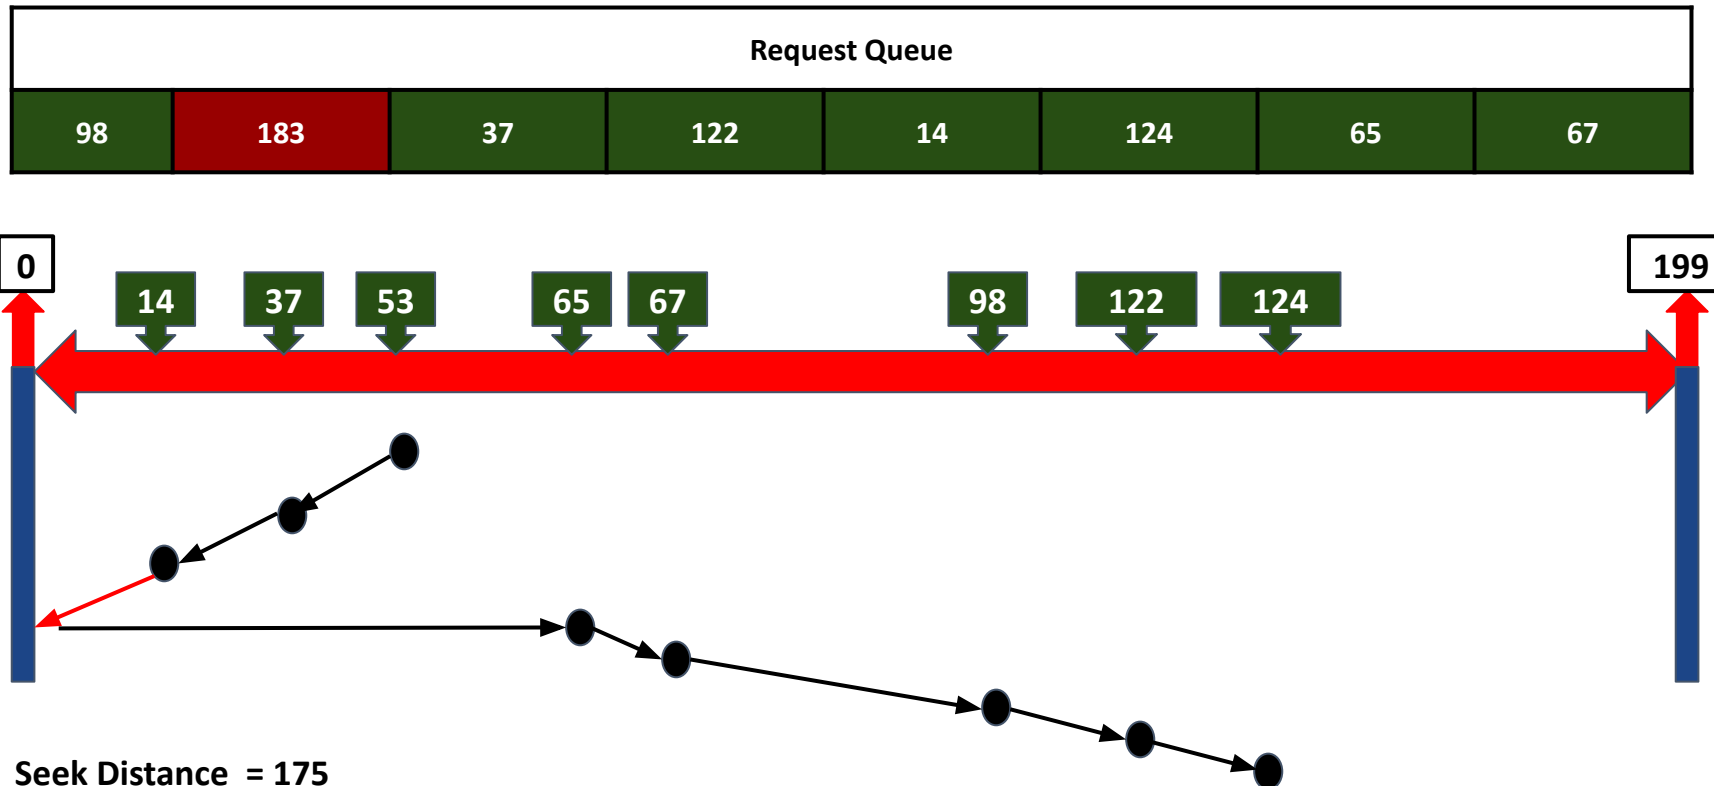 Request Queue
98 183 37 122 14 124 65 67
0 199
14 37 53 65 67 98 122 124
Seek Distance = 175